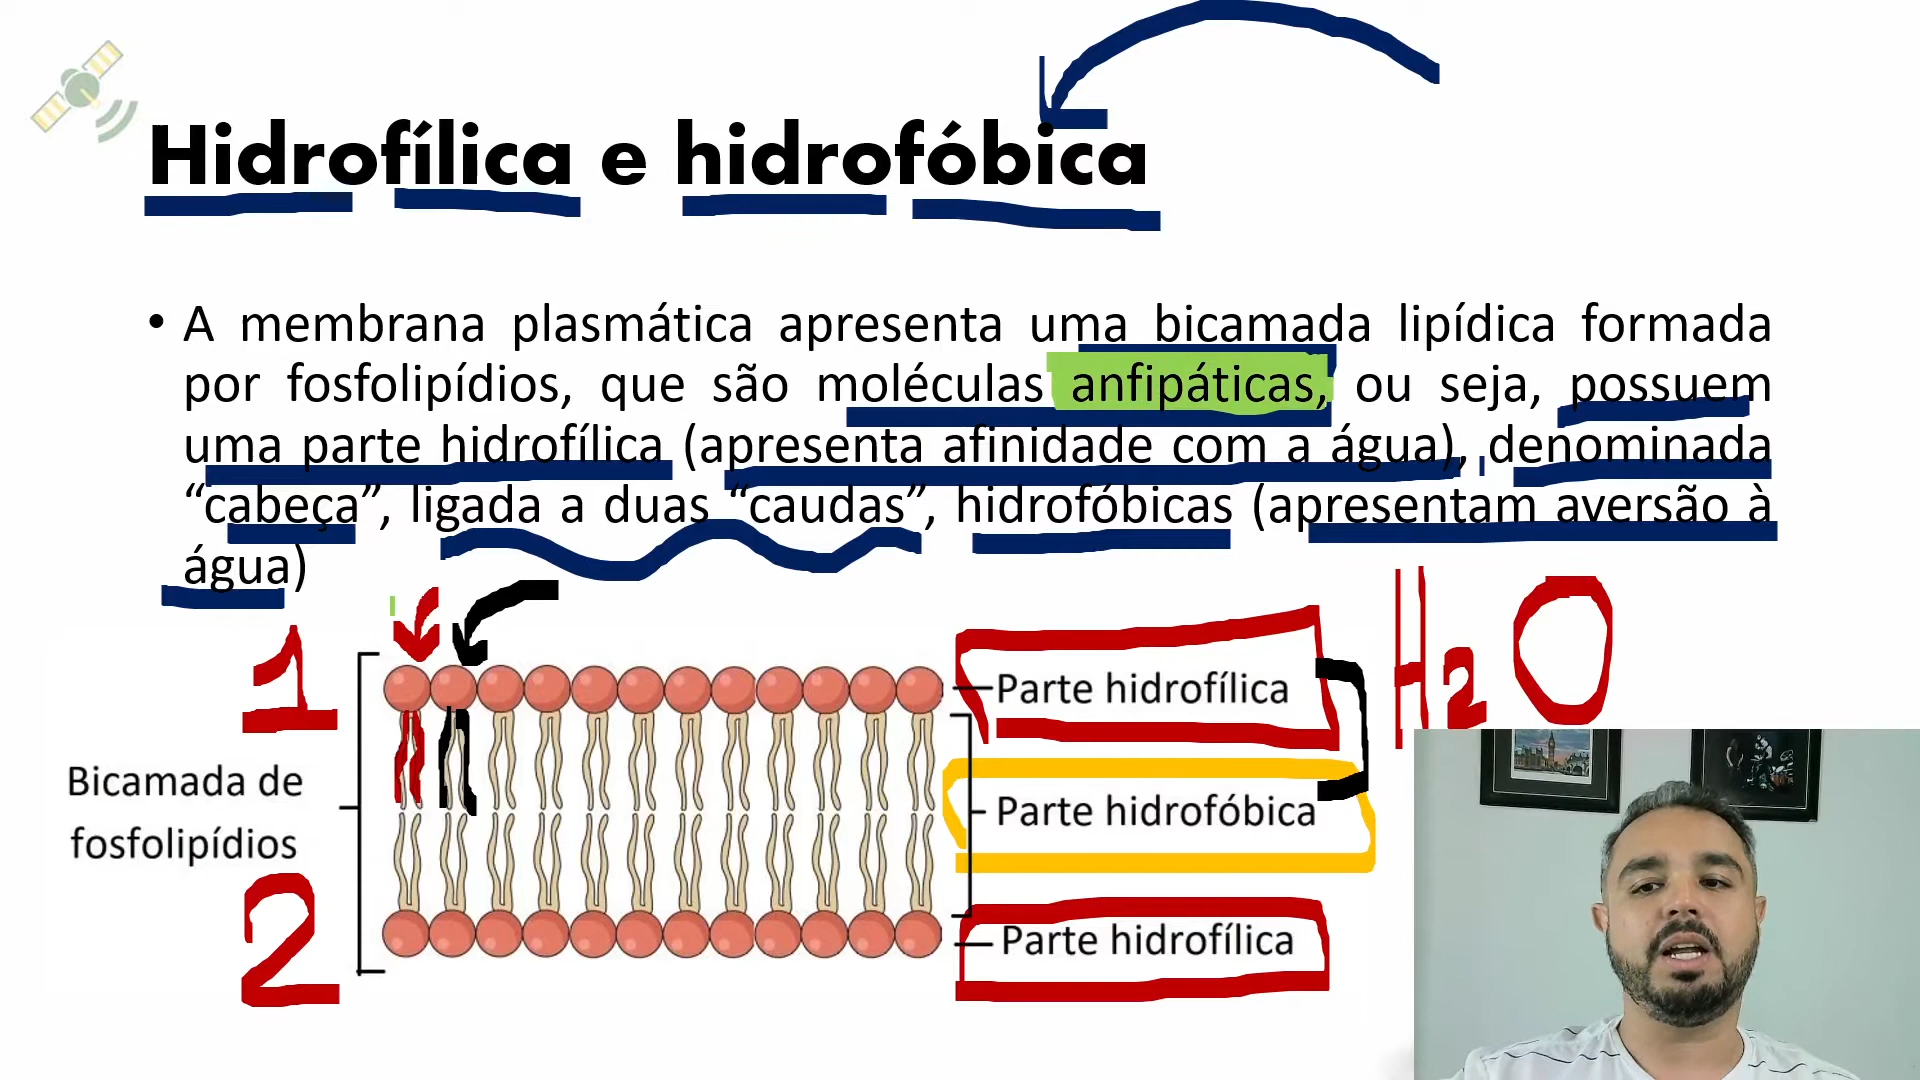 Hidrofílica e hidrofóbica
• A membrana plasmática apresenta uma bicamada lipídica formada
por fosfolipídios, que são moléculas anfipáticas, ou seja, possuem
uma parte hidrofílica (apresenta afinidade com a água), denominada
“cabeça”, ligada a duas “caudas”, hidrofóbicas (apresentam aversão à
água)
1
H2O
Parte hidrofílica
Bicamada de
fosfolipídios
Parte hidrofóbica
2
Parte hidrofílica